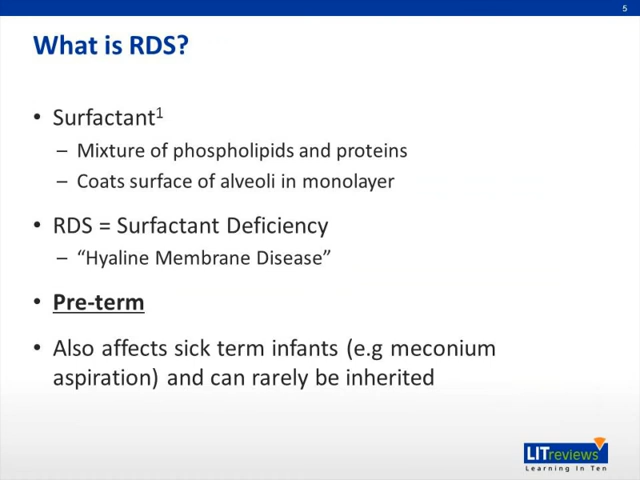 5
What is RDS?
• Surfactant1
– Mixture of phospholipids and proteins
– Coats surface of alveoli in monolayer
• RDS = Surfactant Deficiency
– “Hyaline Membrane Disease”
• Pre-term
• Also affects sick term infants (e.g meconium
aspiration) and can rarely be inherited
LITreviews
Learning In Ten